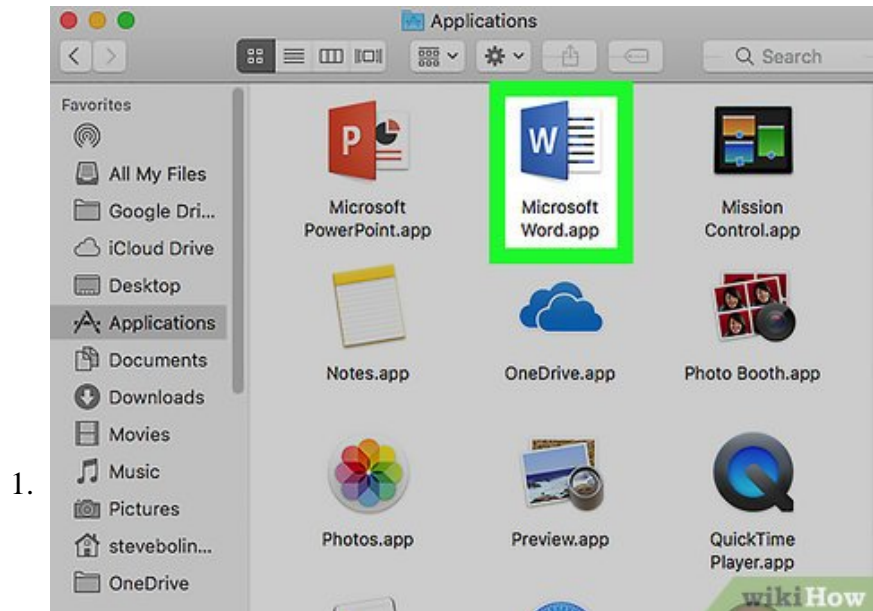 Applications
Search
Favorites
All My Files
Google Dri...
iCloud Drive
Desktop
Applications
Documents
Downloads
Movies
Music
Pictures
stevebolin...
OneDrive
P
Microsoft
PowerPoint.app
W
Microsoft
Word.app
Mission
Control.app
Notes.app
OneDrive.app
Photo Booth.app
Photos.app
Preview.app
QuickTime
Player.app
1.
wikiHow